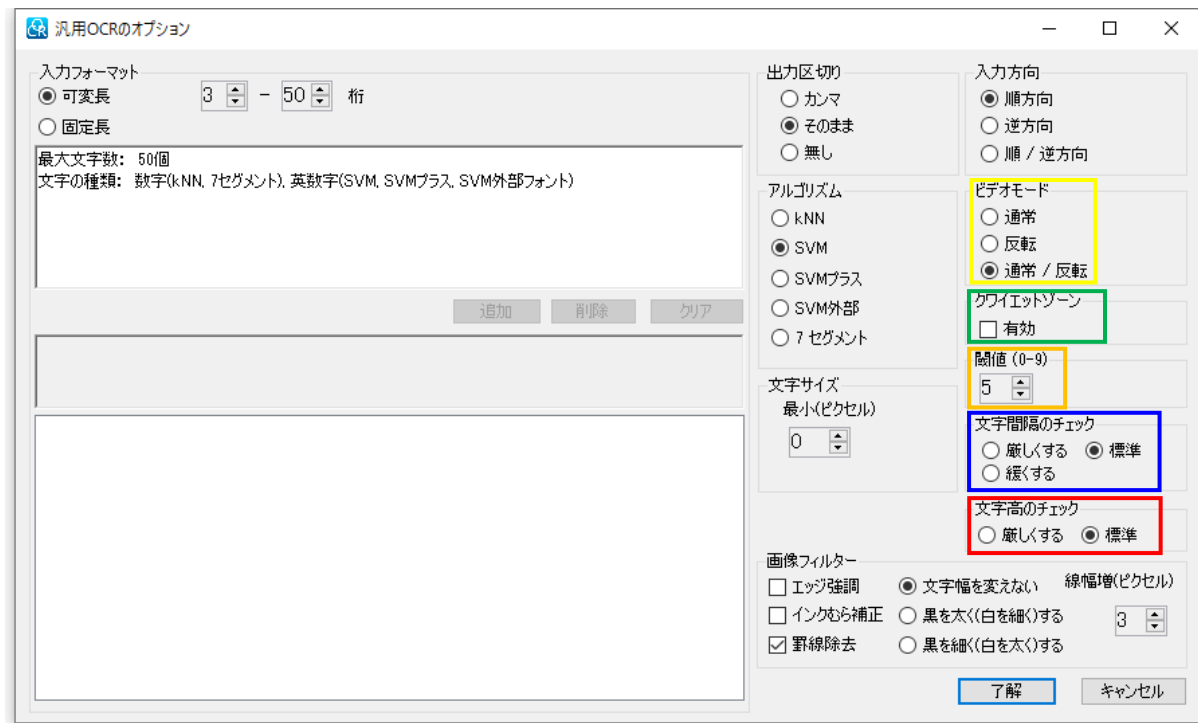 汎用OCRのオプション
入力フォーマット
可変長 3 - 50 桁
固定長
最大文字数: 50個
文字の種類: 数字(kNN, 7セグメント), 英数字(SVM, SVMプラス, SVM外部フォント)
追加 削除 クリア
出力区切り
カンマ
そのまま
無し
アルゴリズム
kNN
SVM
SVMプラス
SVM外部
7 セグメント
文字サイズ
最小(ピクセル)
0
入力方向
順方向
逆方向
順 / 逆方向
ビデオモード
通常
反転
通常 / 反転
クワイエットゾーン
有効
閾値 (0-9)
5
文字間隔のチェック
厳しくする 標準
緩くする
文字高のチェック
厳しくする 標準
画像フィルター
エッジ強調 文字幅を変えない 線幅増(ピクセル)
インクむら補正 黒を太く(白を細く)する 3
罫線除去 黒を細く(白を太く)する
了解 キャンセル